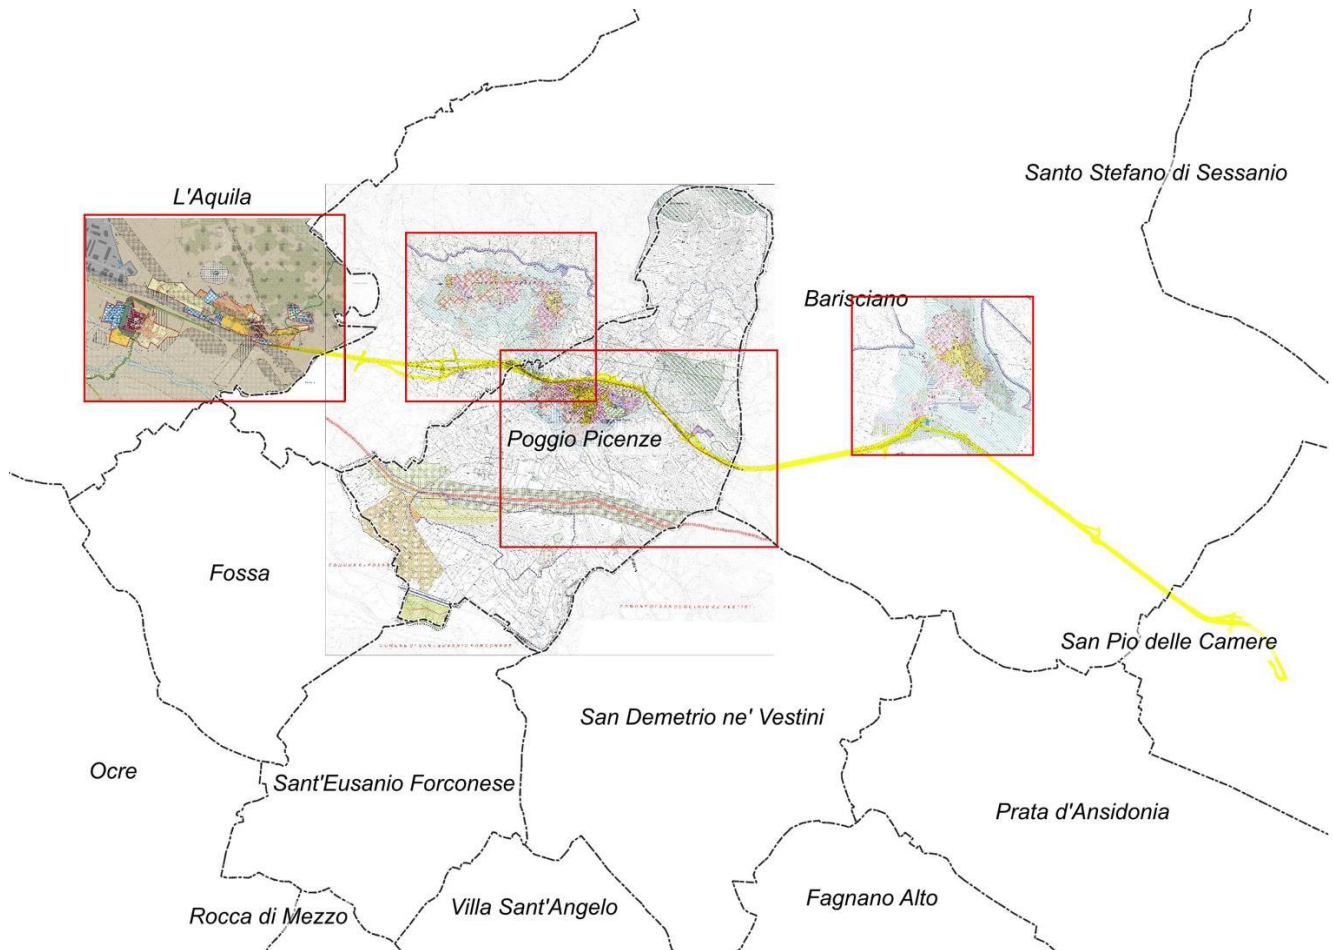 Santo Stefano di Sessanio
L'Aquila
Barisciano
Poggio Picenze
Fossa
San Pio delle Camere
San Demetrio ne' Vestini
Ocre
Sant'Eusanio Forconese
Prata d'Ansidonia
Rocca di Mezzo
Villa Sant'Angelo
Fagnano Alto